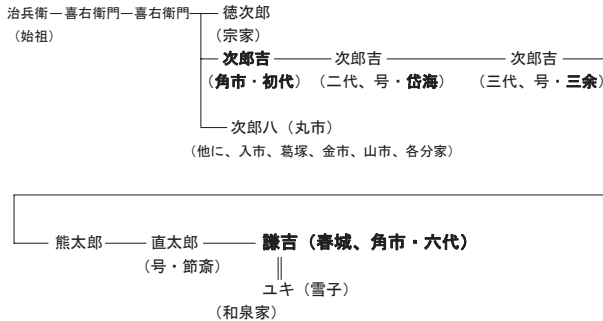 治兵衛 喜右衛門 喜右衛門 徳次郎
(始祖) (宗家)
次郎吉 次郎吉 次郎吉
(角市・初代) (二代、号・岱海) (三代、号・三余)
次郎八(丸市)
(他に、入市、葛塚、金市、山市、各分家)
熊太郎 直太郎 謙吉(春城、角市・六代)
(号・節斎)
ユキ(雪子)
(和泉家)